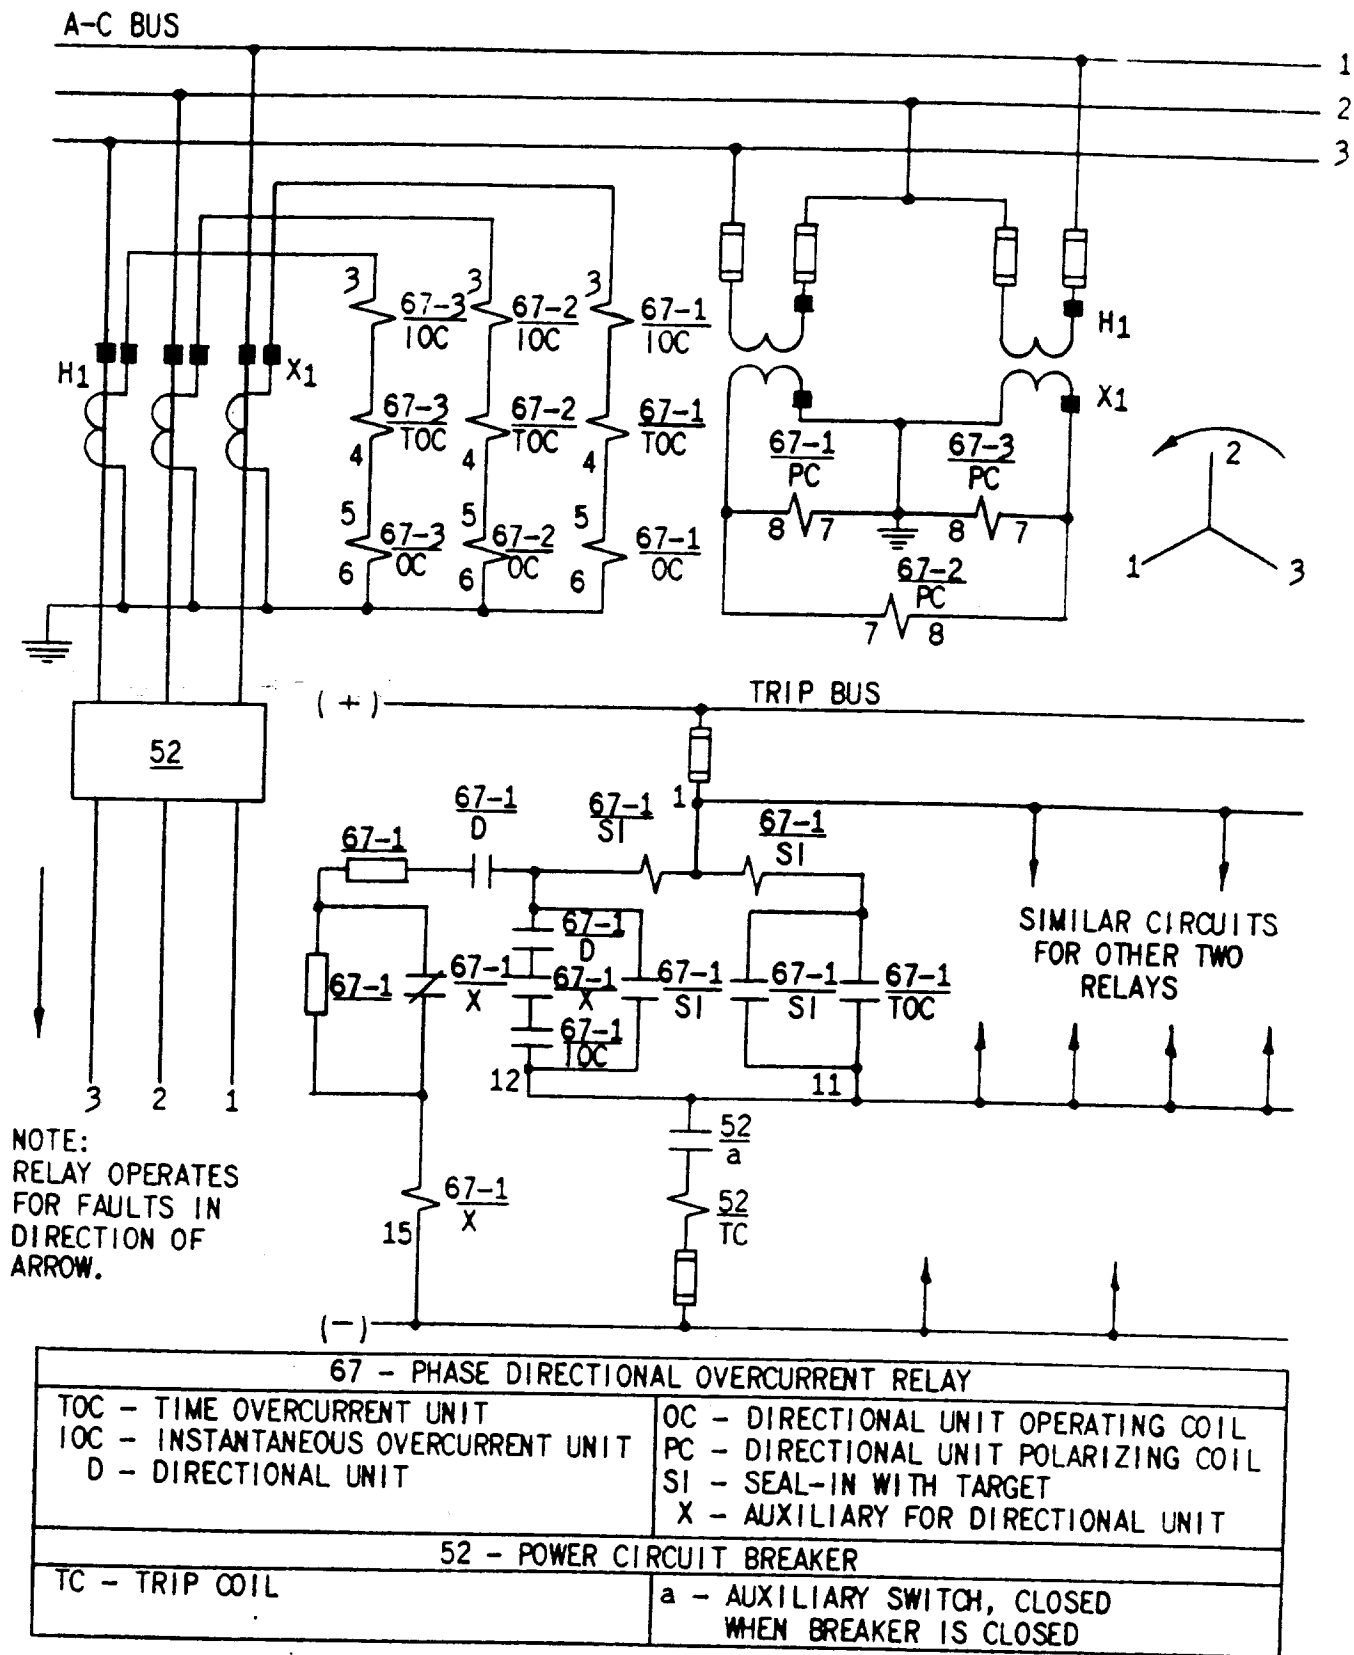 A-C BUS
1
2
3
3 67-3 IOC
3 67-2 IOC
3 67-1 IOC
H1
X1
H1
X1
67-3 TOC
67-2 TOC
67-1 TOC
4
4
4
67-1 PC
67-3 PC
2
1
3
5
5
5
67-3 OC
67-2 OC
67-1 OC
6
6
6
8 7
8 7
67-2 PC
7 8
(+)
TRIP BUS
52
67-1
67-1 D
67-1 SI
1
67-1 SI
67-1
67-1 X
67-1 D
67-1 X
67-1 TOC
67-1 SI
67-1 SI
67-1 TOC
SIMILAR CIRCUITS
FOR OTHER TWO
RELAYS
12
11
3 2 1
NOTE:
RELAY OPERATES
FOR FAULTS IN
DIRECTION OF
ARROW.
52 a
67-1 X
15
52 TC
(-)
67 - PHASE DIRECTIONAL OVERCURRENT RELAY
TOC - TIME OVERCURRENT UNIT
IOC - INSTANTANEOUS OVERCURRENT UNIT
D - DIRECTIONAL UNIT
OC - DIRECTIONAL UNIT OPERATING COIL
PC - DIRECTIONAL UNIT POLARIZING COIL
SI - SEAL-IN WITH TARGET
X - AUXILIARY FOR DIRECTIONAL UNIT
52 - POWER CIRCUIT BREAKER
TC - TRIP COIL
a - AUXILIARY SWITCH, CLOSED
WHEN BREAKER IS CLOSED